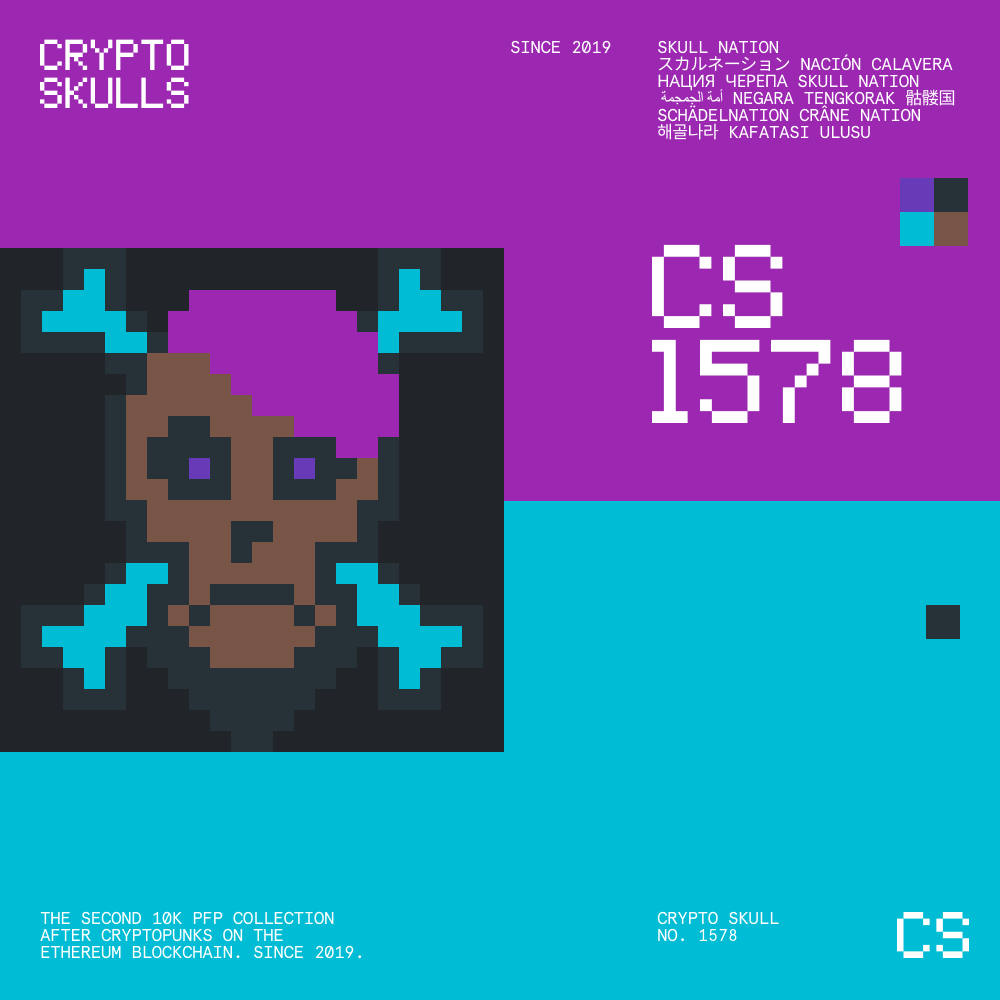 CRYPTO
SKULLS
SINCE 2019
SKULL NATION
スカルネーション NACIÓN CALAVERA
НАЦИЯ ЧЕРЕПА SKULL NATION
أمة الجمجمة NEGARA TENGKORAK 骷髅国
SCHÄDELNATION CRÂNE NATION
해골나라 KAFATASI ULUSU
CS
1578
THE SECOND 10K PFP COLLECTION
AFTER CRYPTOPUNKS ON THE
ETHEREUM BLOCKCHAIN. SINCE 2019.
CRYPTO SKULL
NO. 1578
CS